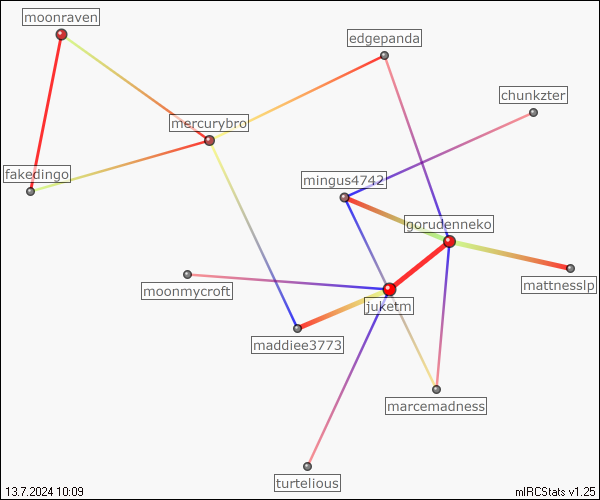 moonraven
edgepanda
chunkzter
mercurybro
fakedingo
mingus4742
gorudenneko
mattnesslp
moonmycroft
juketm
maddiee3773
marcemadness
turtelious
13.7.2024 10:09
mIRCStats v1.25